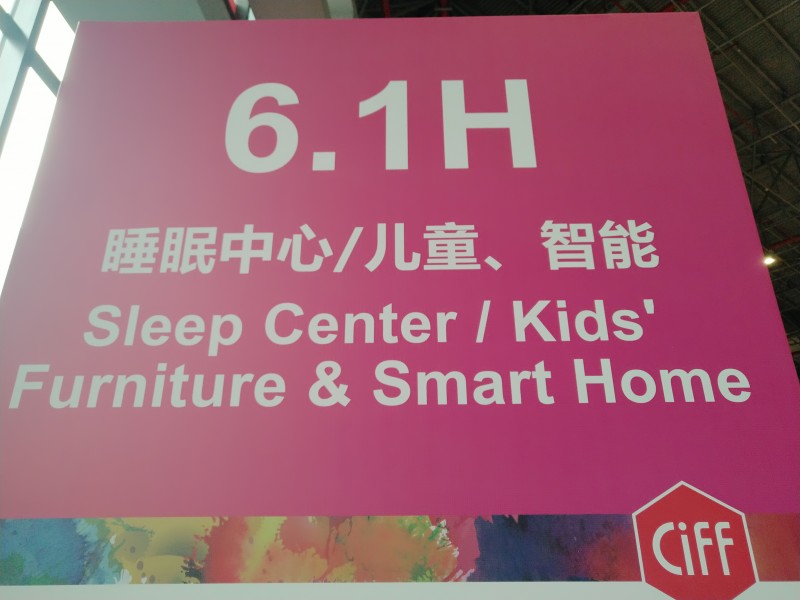 6.1H
睡眠中心/儿童、智能
Sleep Center / Kids'
Furniture & Smart Home
Ciff